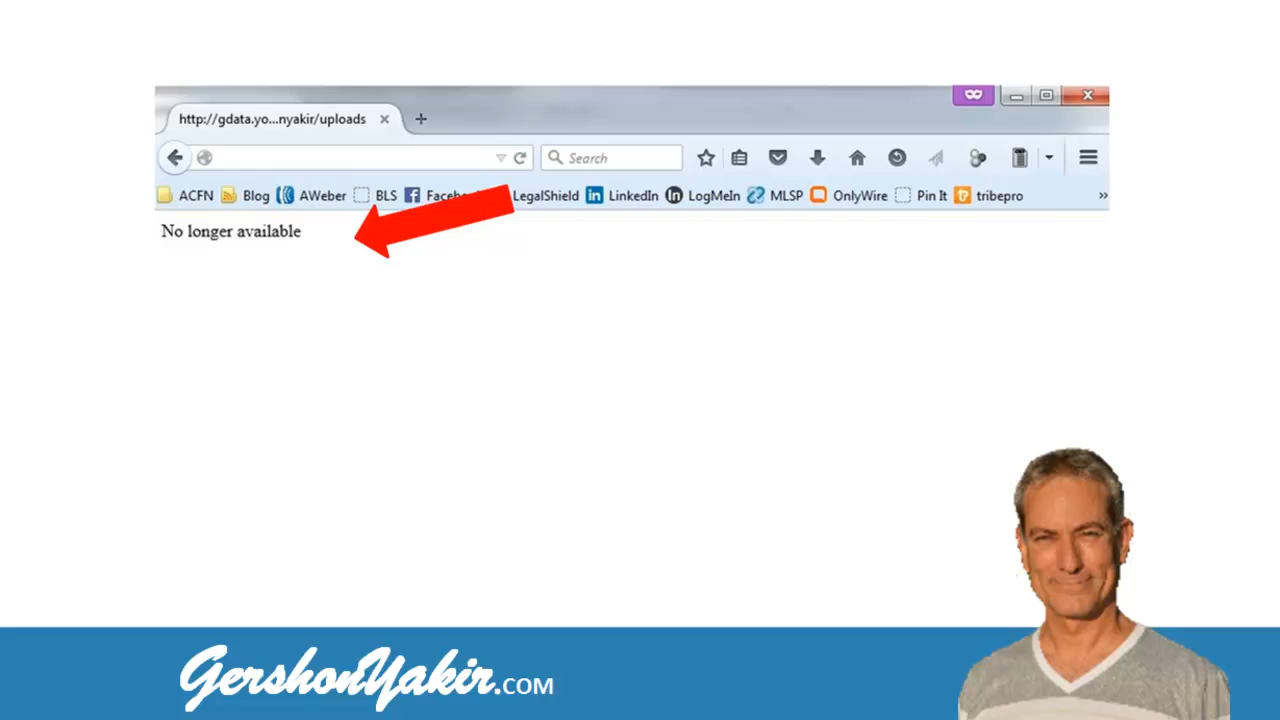 http://gdata.yo...nyakir/uploads
Search
ACFN Blog AWeber BLS LegalShield LinkedIn LogMeIn MLSP OnlyWire Pin It tribepro »
No longer available
GershonYakir.COM